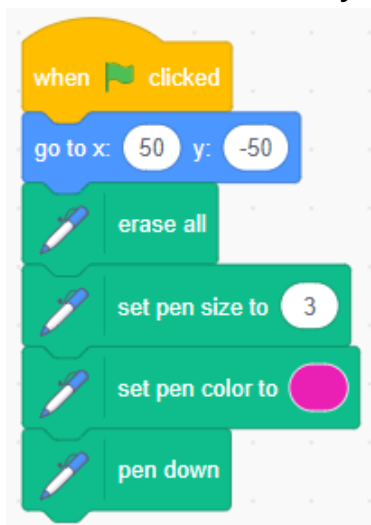 when clicked
go to x: 50 y: -50
erase all
set pen size to 3
set pen color to
pen down